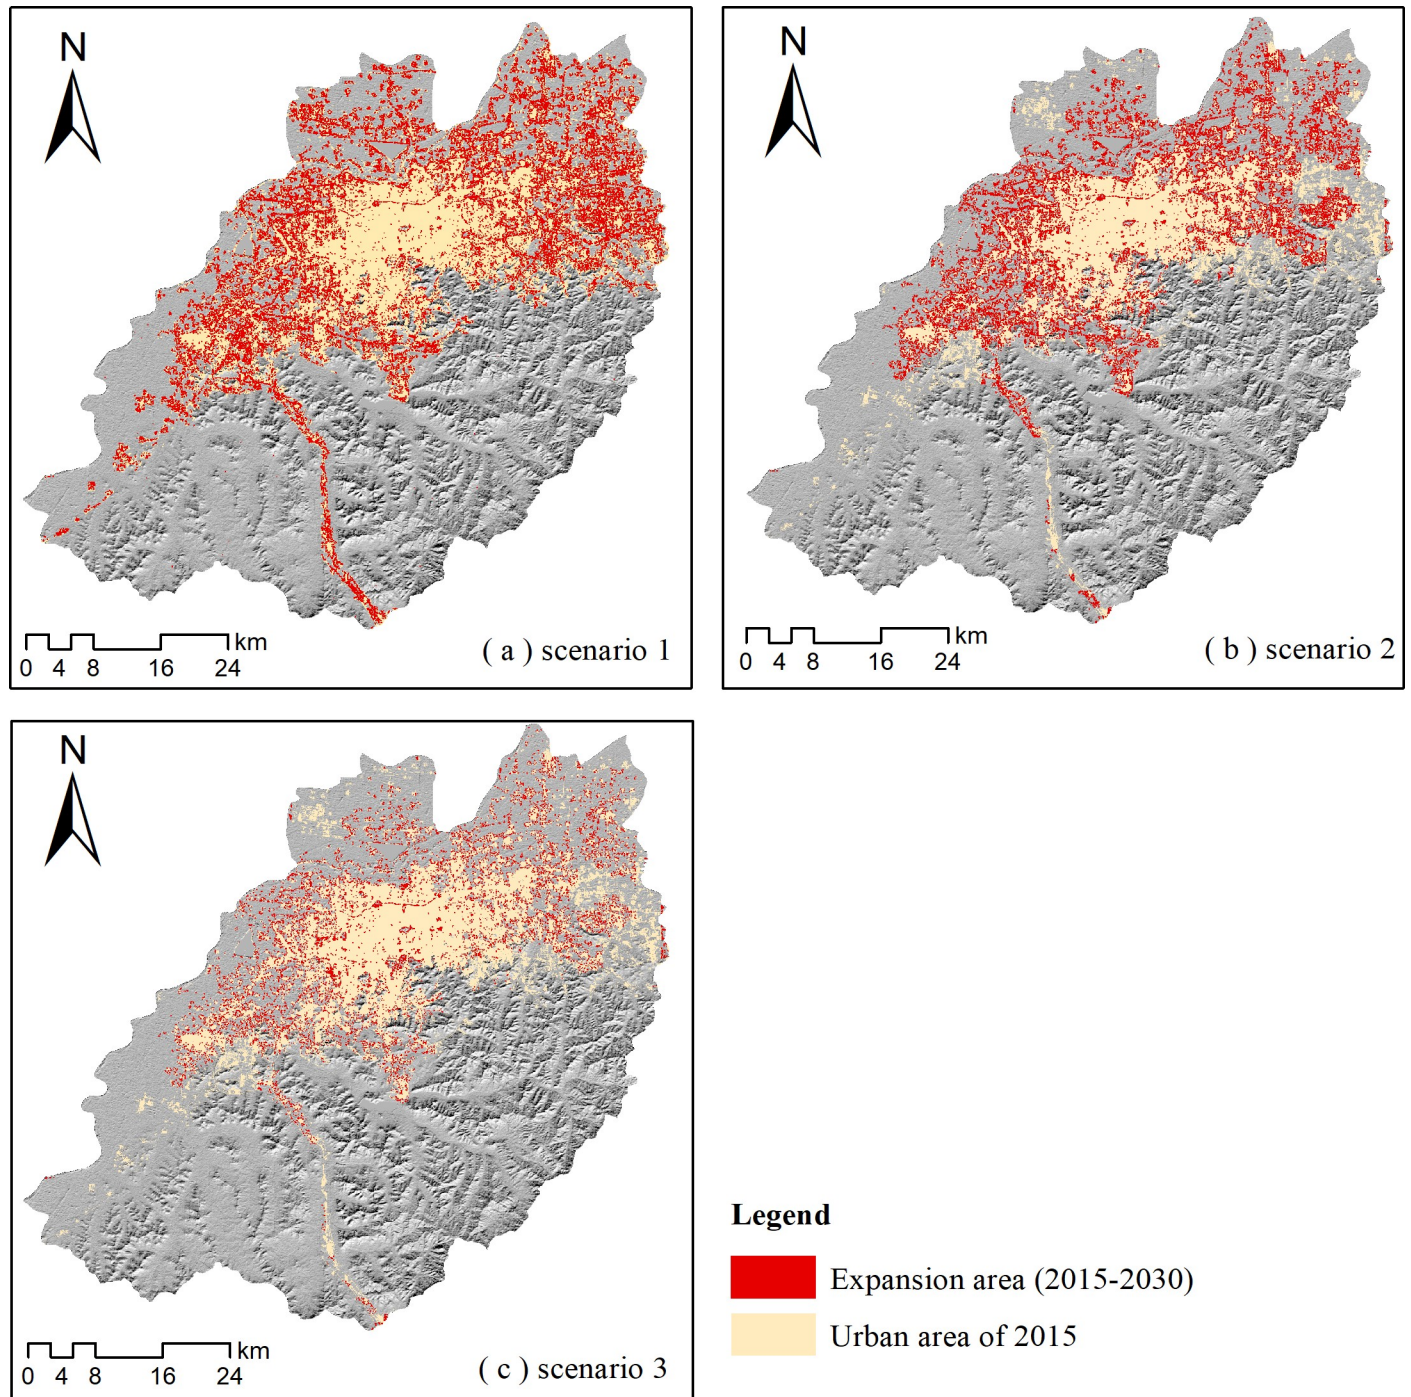 N
km
0 4 8 16 24
( a ) scenario 1
N
km
0 4 8 16 24
( b ) scenario 2
N
km
0 4 8 16 24
( c ) scenario 3
Legend
Expansion area (2015-2030)
Urban area of 2015